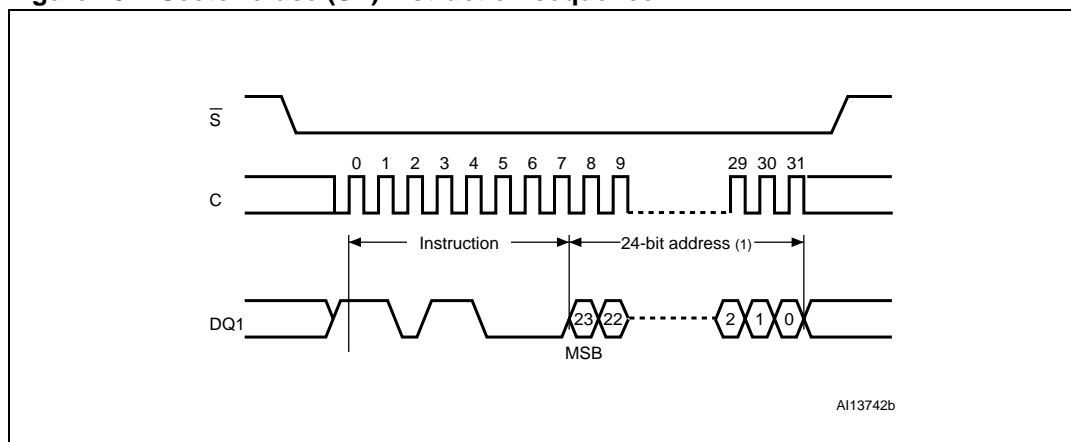 S
0 1 2 3 4 5 6 7 8 9 29 30 31
C
Instruction 24-bit address (1)
DQ1 23 22 2 1 0
MSB
AI13742b